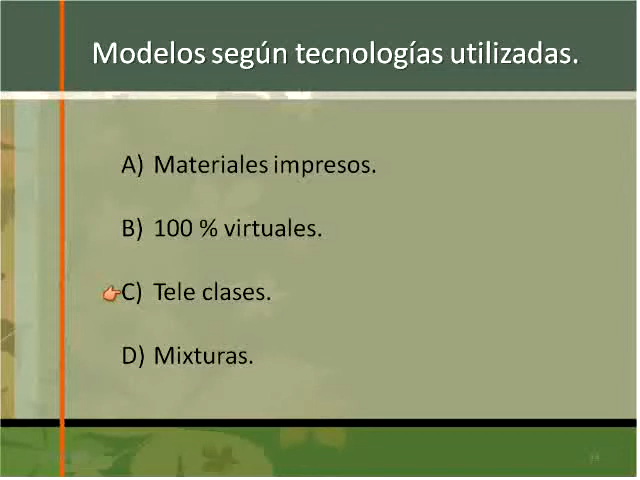 Modelos según tecnologías utilizadas.
A) Materiales impresos.
B) 100 % virtuales.
C) Tele clases.
D) Mixturas.